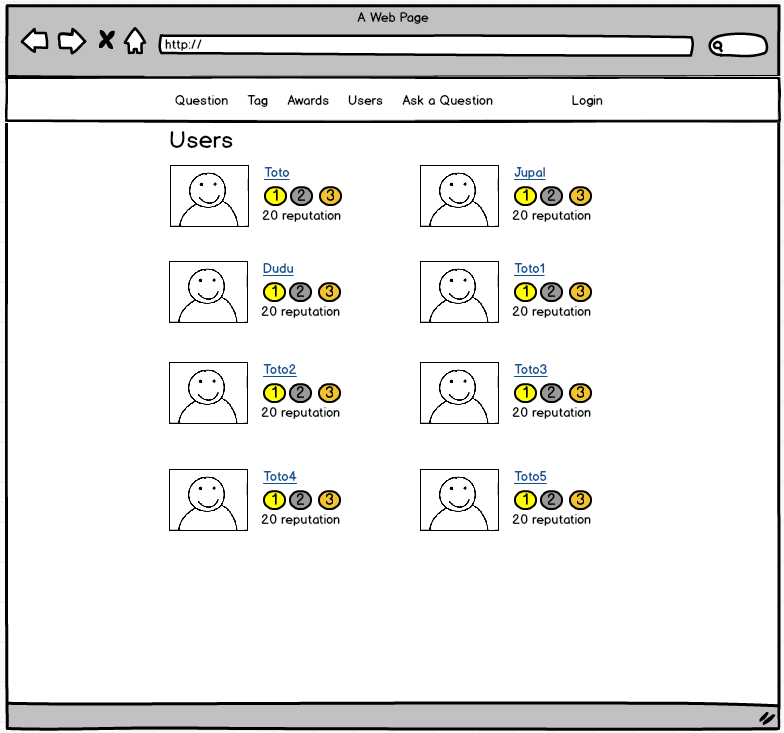 A Web Page
http://
Question Tag Awards Users Ask a Question Login
Users
Toto
1 2 3
20 reputation
Jupal
1 2 3
20 reputation
Dudu
1 2 3
20 reputation
Toto1
1 2 3
20 reputation
Toto2
1 2 3
20 reputation
Toto3
1 2 3
20 reputation
Toto4
1 2 3
20 reputation
Toto5
1 2 3
20 reputation